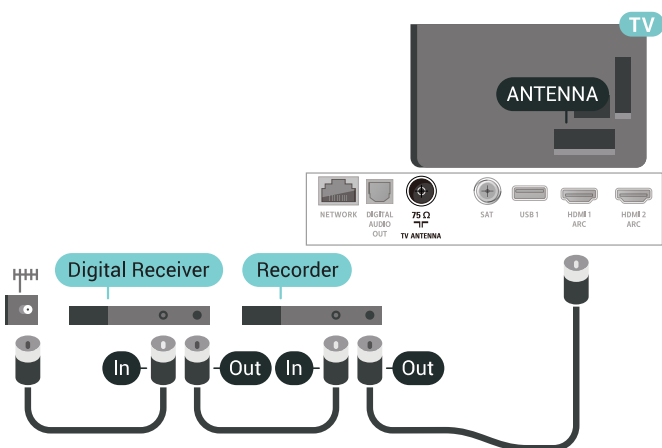 TV
ANTENNA
NETWORK
DIGITAL
AUDIO
OUT
75 Ω
TV ANTENNA
SAT
USB 1
HDMI 1
ARC
HDMI 2
ARC
Digital Receiver
Recorder
In
Out
In
Out